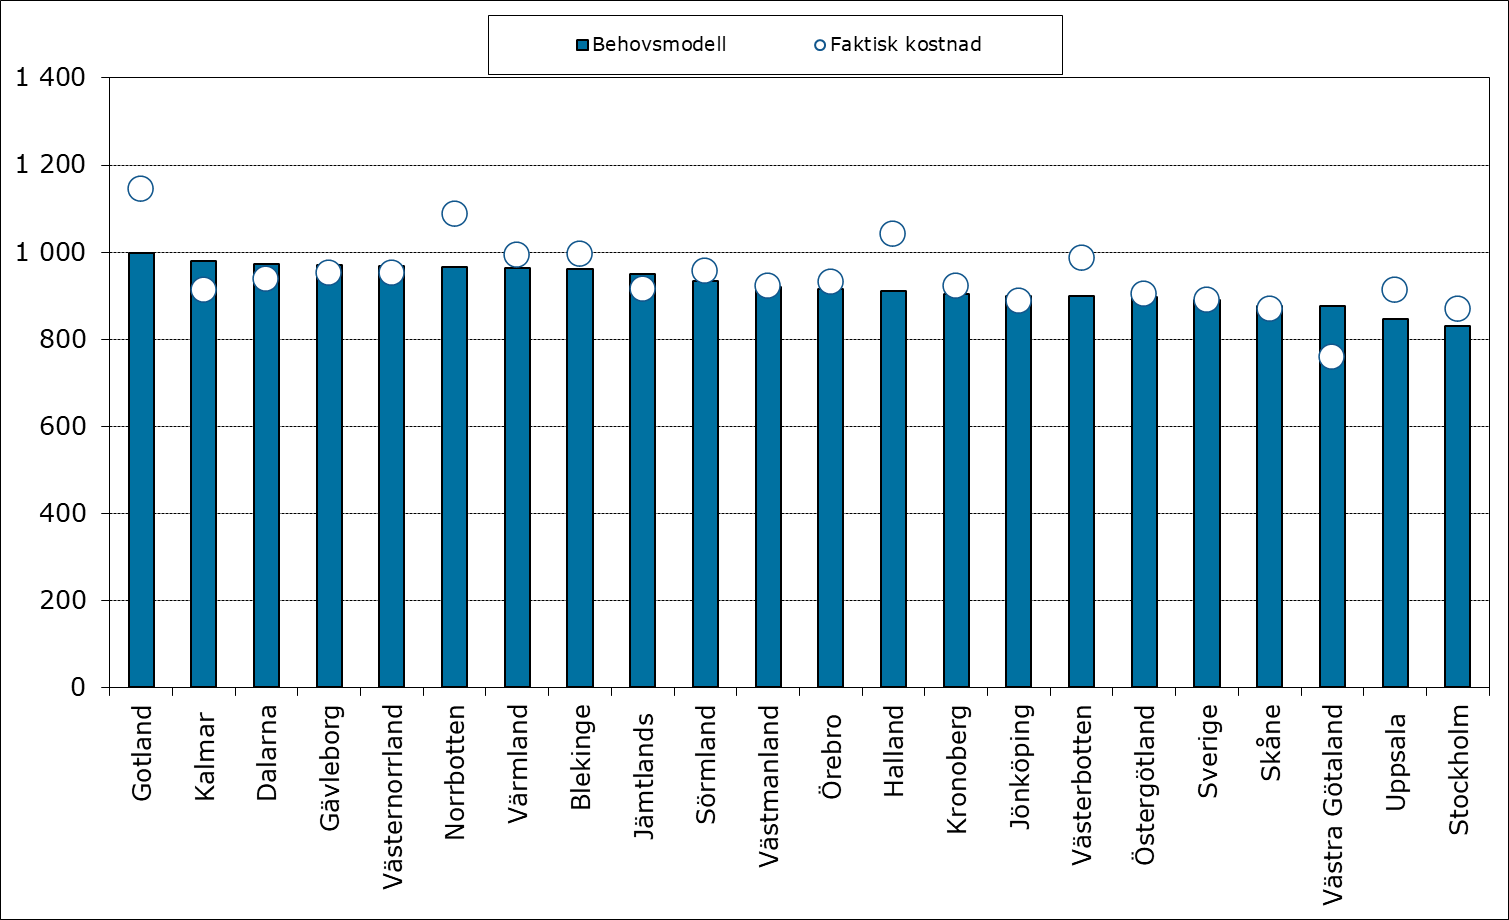 Behovsmodell Faktisk kostnad
1 400
1 200
1 000
800
600
400
200
0
Gotland
Kalmar
Dalarna
Gävleborg
Västernorrland
Norrbotten
Värmland
Blekinge
Jämtlands
Sörmland
Västmanland
Örebro
Halland
Kronoberg
Jönköping
Västerbotten
Östergötland
Sverige
Skåne
Västra Götaland
Uppsala
Stockholm